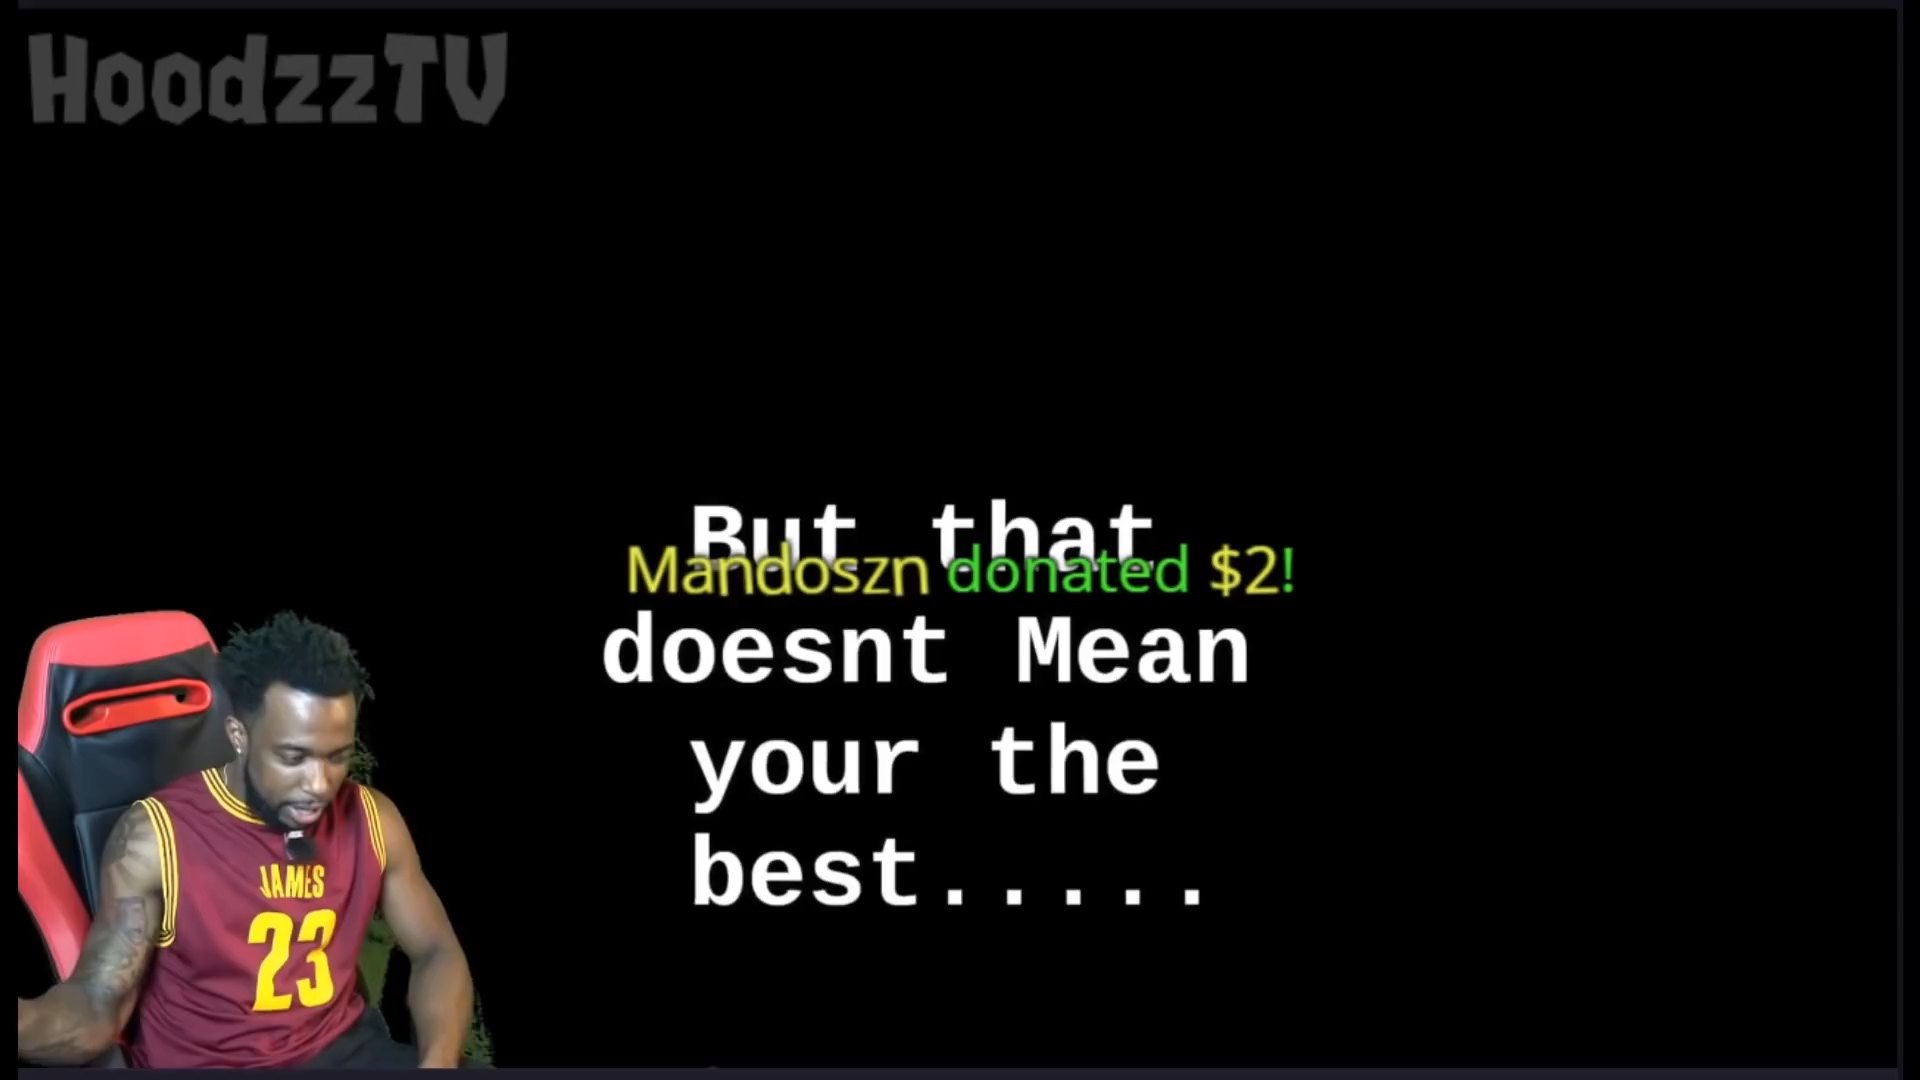 HoodzzTV
But that
Mandoszn donated $2!
doesnt Mean
your the
best.....
JAMES
23